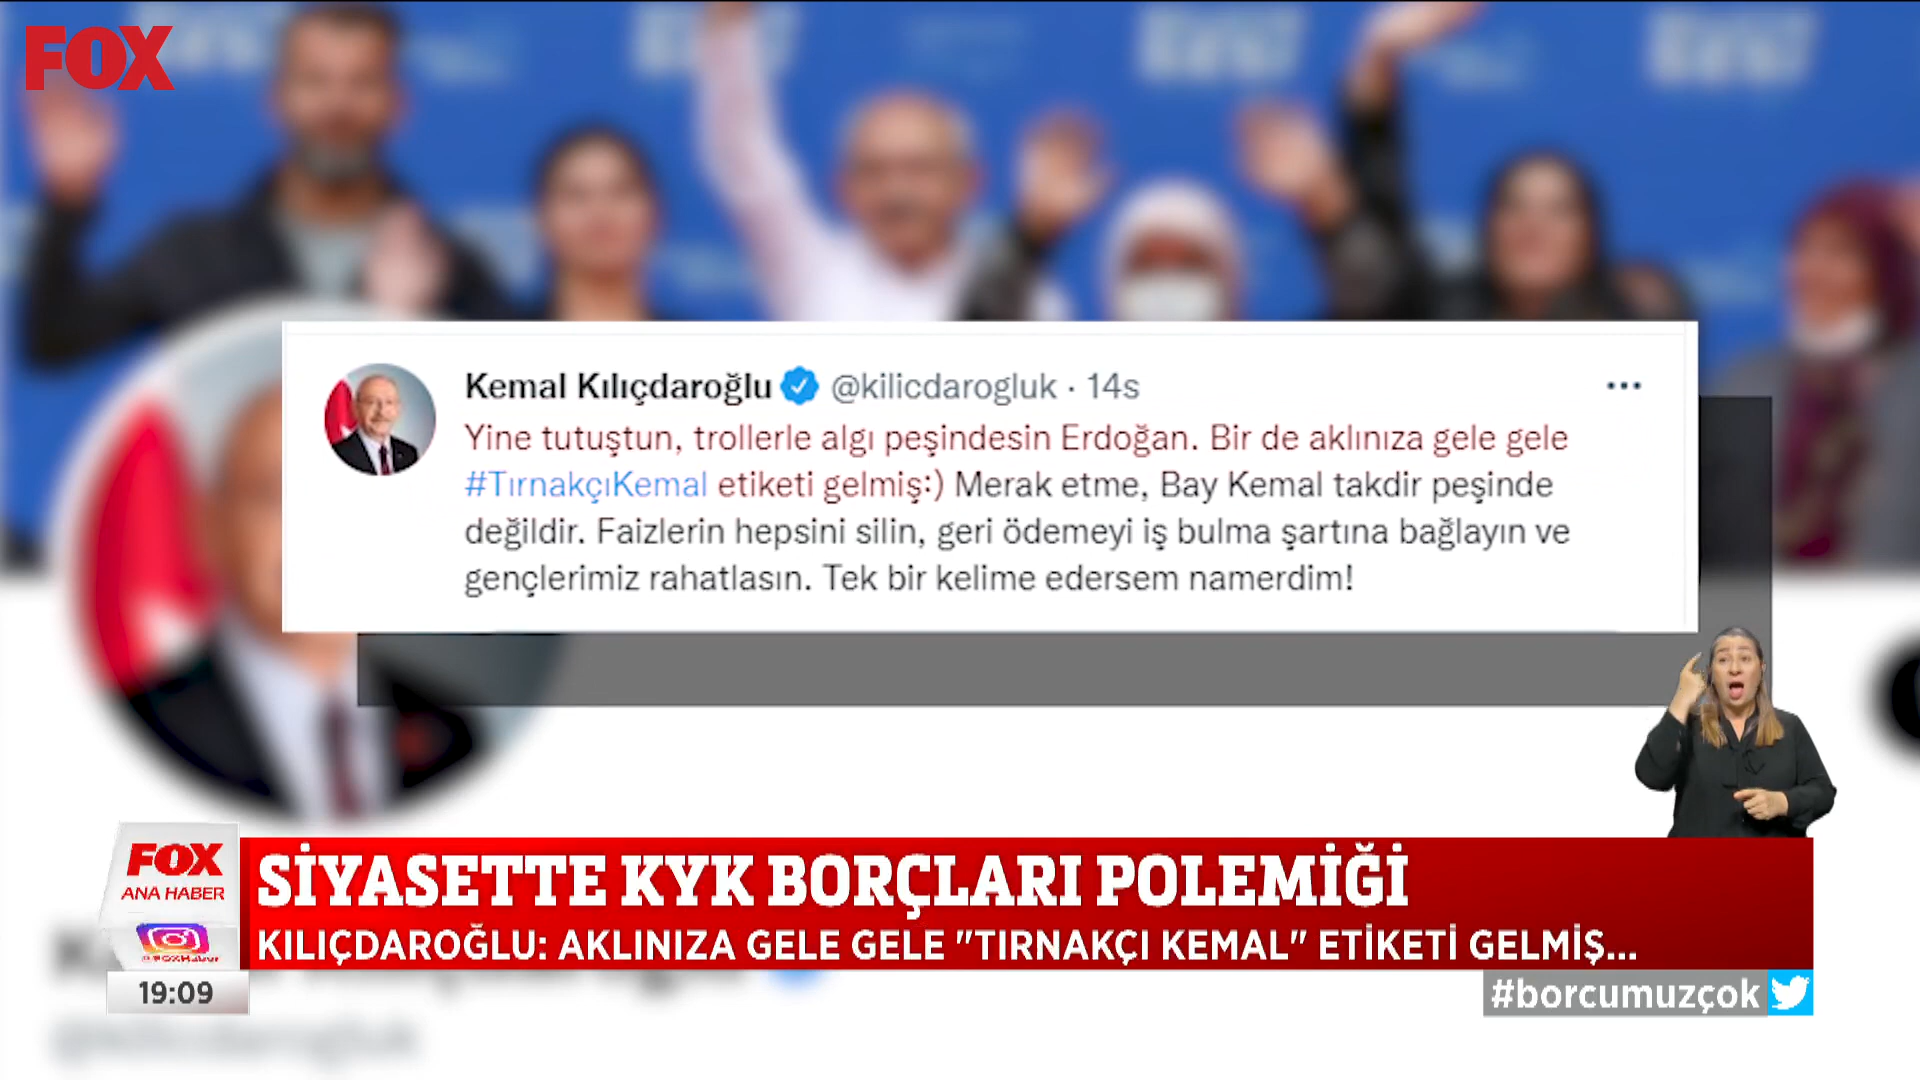 FOX
Kemal Kılıçdaroğlu @kilicdarogluk · 14s
Yine tutuştun, trollerle algı peşindesin Erdoğan. Bir de aklınıza gele gele
#TırnakçıKemal etiketi gelmiş:) Merak etme, Bay Kemal takdir peşinde
değildir. Faizlerin hepsini silin, geri ödemeyi iş bulma şartına bağlayın ve
gençlerimiz rahatlasın. Tek bir kelime edersem namerdim!
FOX
ANA HABER
SİYASETTE KYK BORÇLARI POLEMİĞİ
KILIÇDAROĞLU: AKLINIZA GELE GELE "TIRNAKÇI KEMAL" ETİKETİ GELMİŞ...
19:09
#borcumuzçok